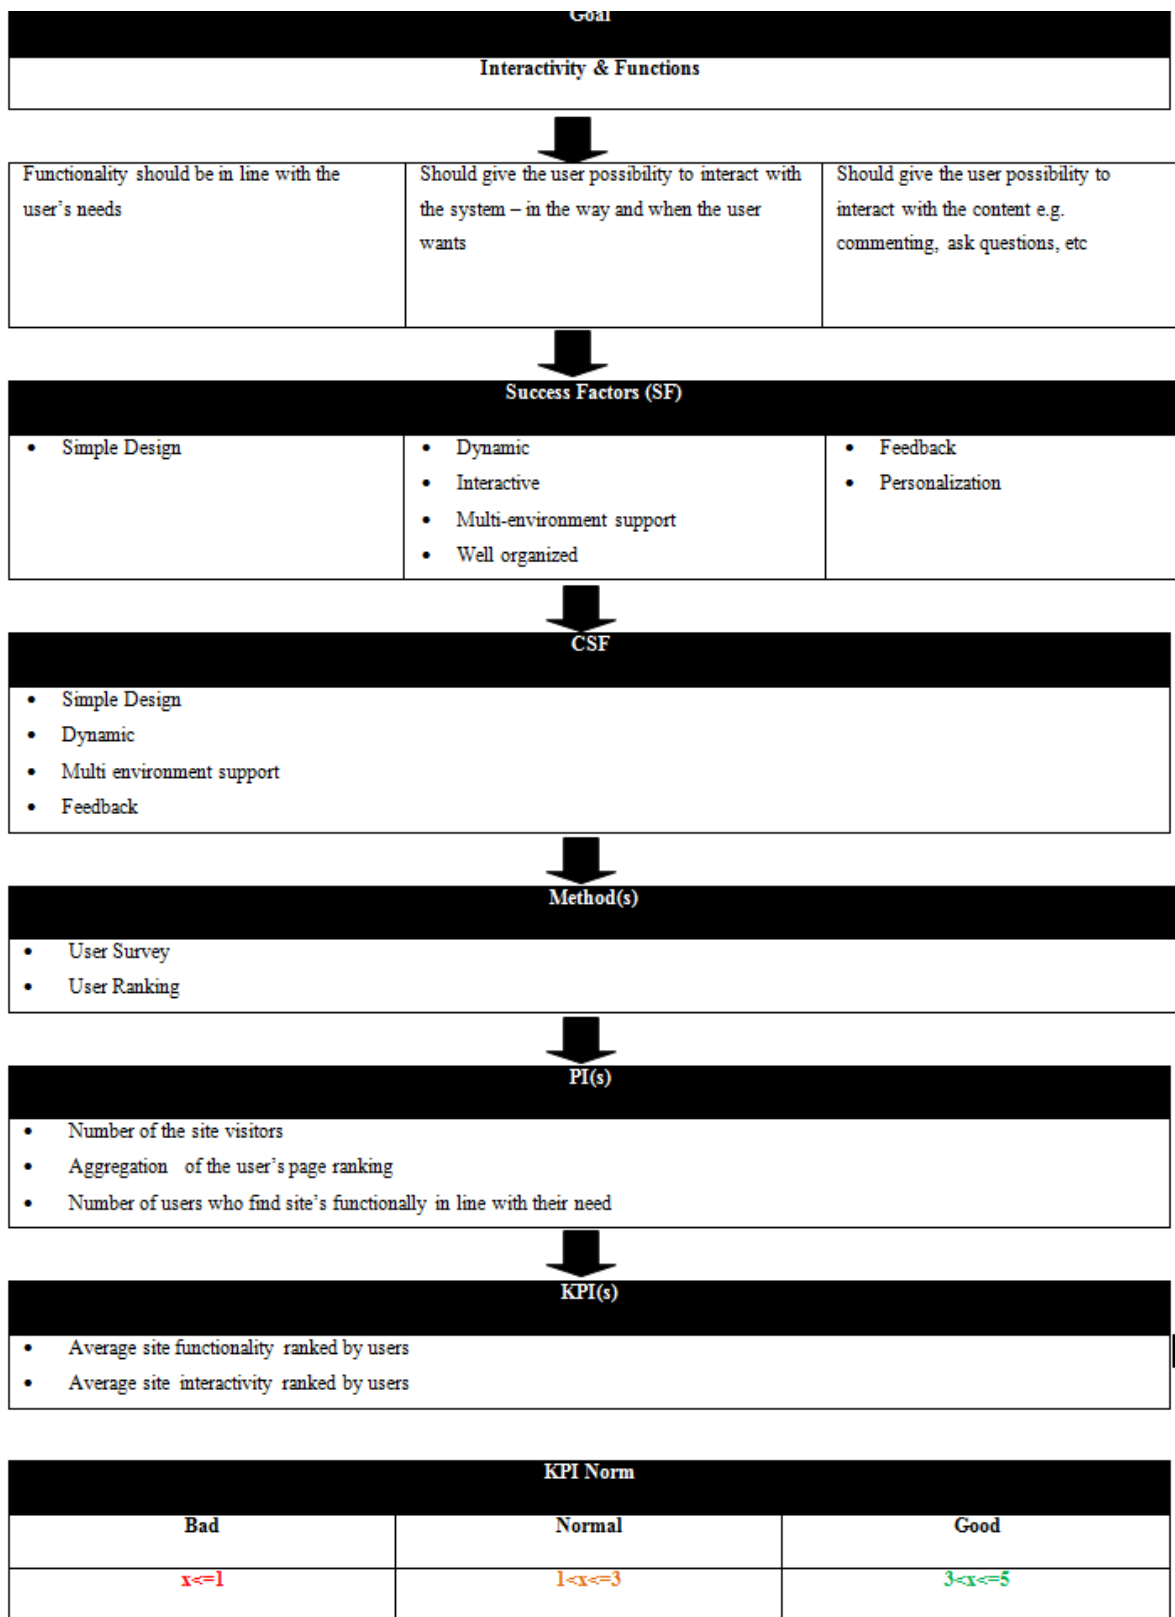 Goal
Interactivity & Functions
Functionality should be in line with the
user's needs
Should give the user possibility to interact with
the system – in the way and when the user
wants
Should give the user possibility to
interact with the content e.g.
commenting, ask questions, etc
Success Factors (SF)
• Simple Design
• Dynamic
• Interactive
• Multi-environment support
• Well organized
• Feedback
• Personalization
CSF
• Simple Design
• Dynamic
• Multi environment support
• Feedback
Method(s)
• User Survey
• User Ranking
PI(s)
• Number of the site visitors
• Aggregation of the user's page ranking
• Number of users who find site's functionally in line with their need
KPI(s)
• Average site functionality ranked by users
• Average site interactivity ranked by users
KPI Norm
Bad Normal Good
x<=1 1<x<=3 3<x<=5